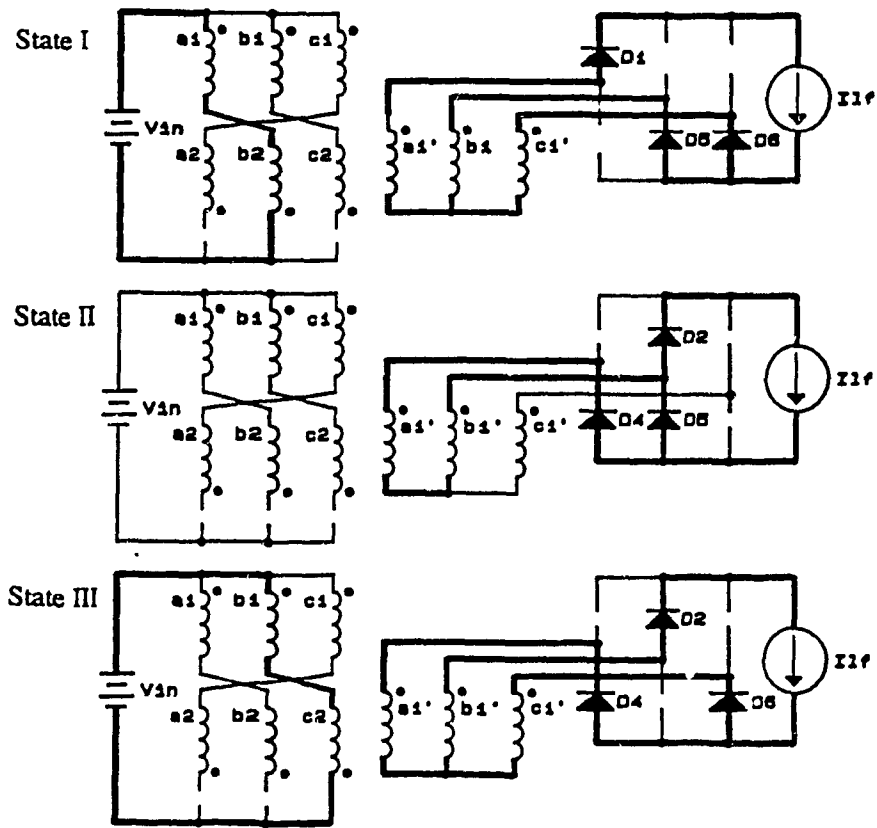 State I
a1 b1 c1
Vin
a2 b2 c2
D1
a1' b1 c1'
D5 D6
I1f
State II
a1 b1 c1
Vin
a2 b2 c2
D2
a1' b1' c1'
D4 D5
I1f
State III
a1 b1 c1
Vin
a2 b2 c2
D2
a1' b1' c1'
D4 D6
I1f